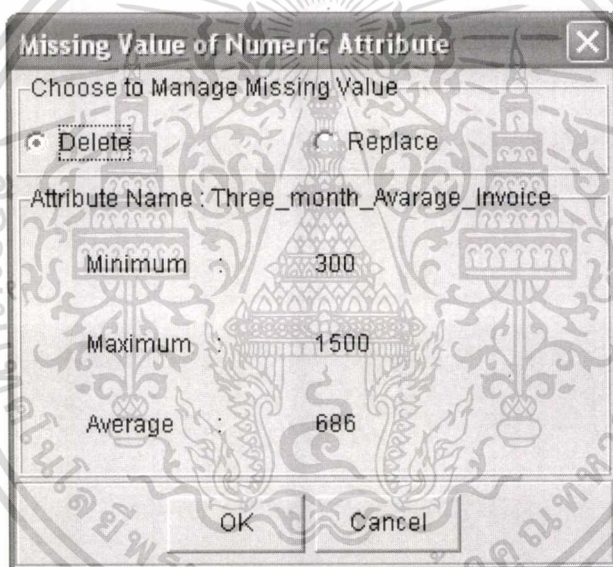 Missing Value of Numeric Attribute
Choose to Manage Missing Value
Delete Replace
Attribute Name : Three_month_Avarage_Invoice
Minimum : 300
Maximum : 1500
Average : 686
OK Cancel